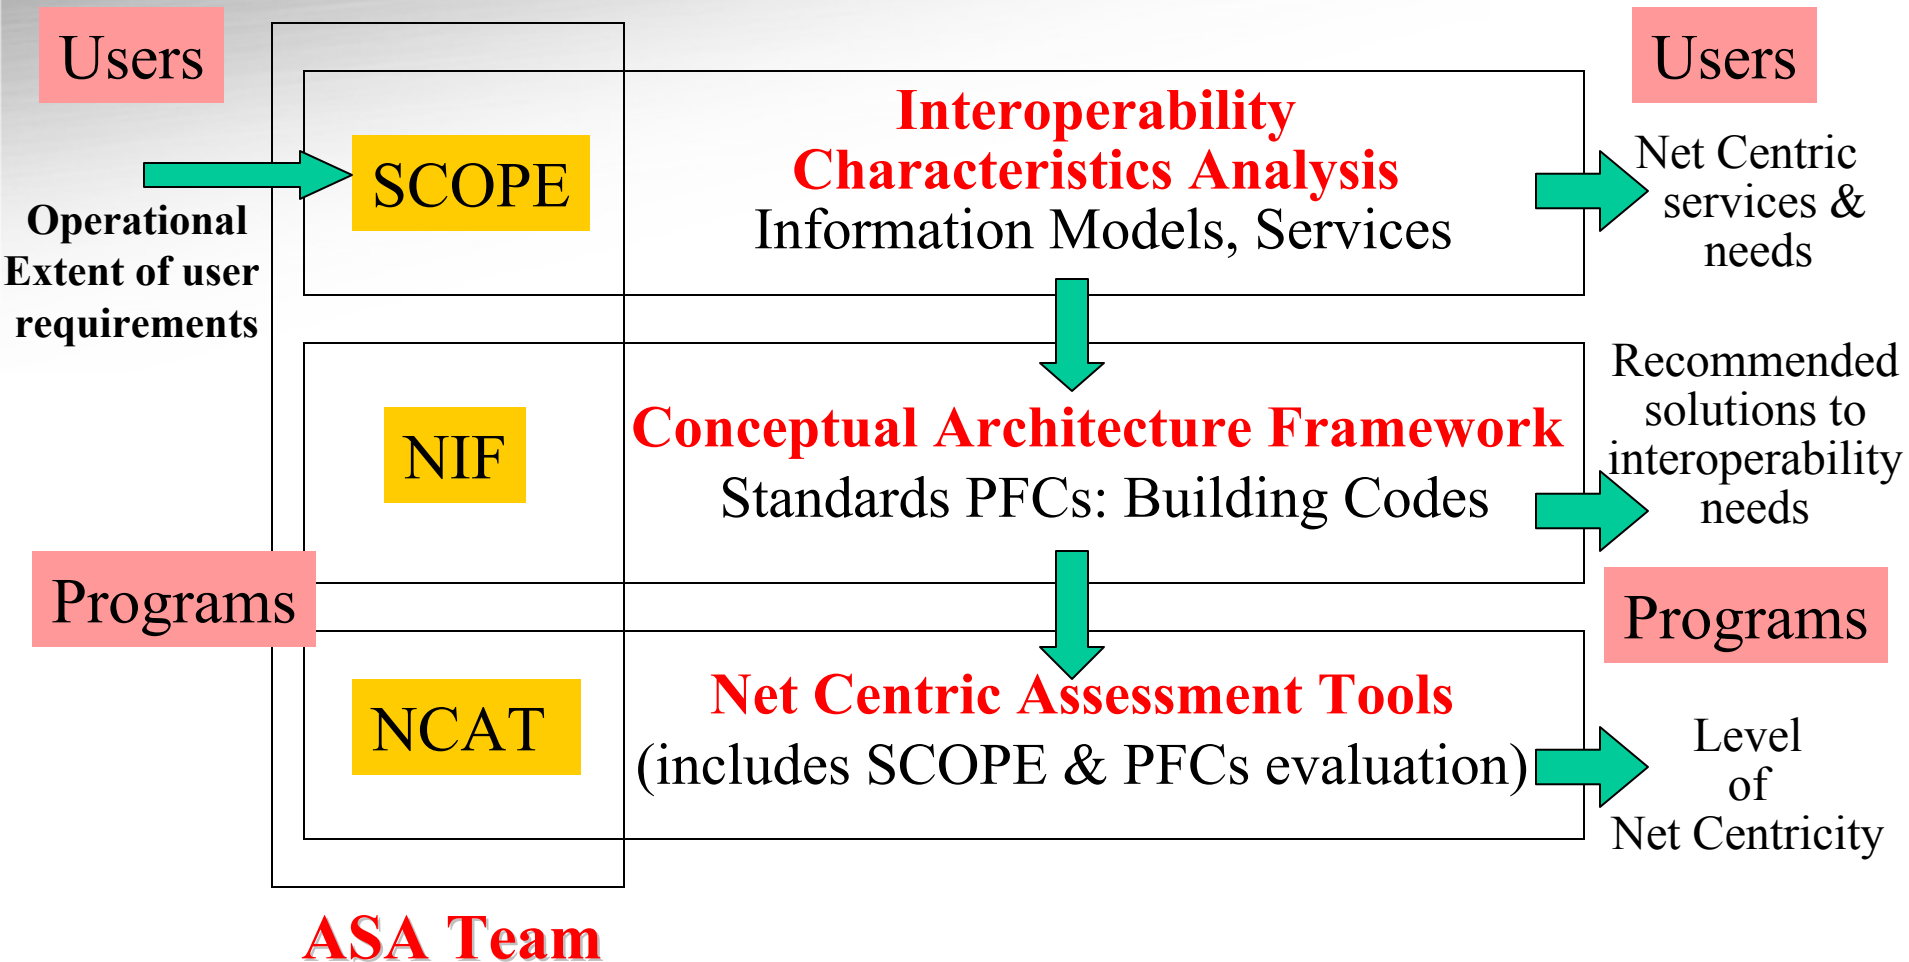 Users
Operational
Extent of user
requirements
Programs
SCOPE
Interoperability
Characteristics Analysis
Information Models, Services
NIF
Conceptual Architecture Framework
Standards PFCs: Building Codes
NCAT
Net Centric Assessment Tools
(includes SCOPE & PFCs evaluation)
ASA Team
Users
Net Centric
services &
needs
Recommended
solutions to
interoperability
needs
Programs
Level
of
Net Centricity